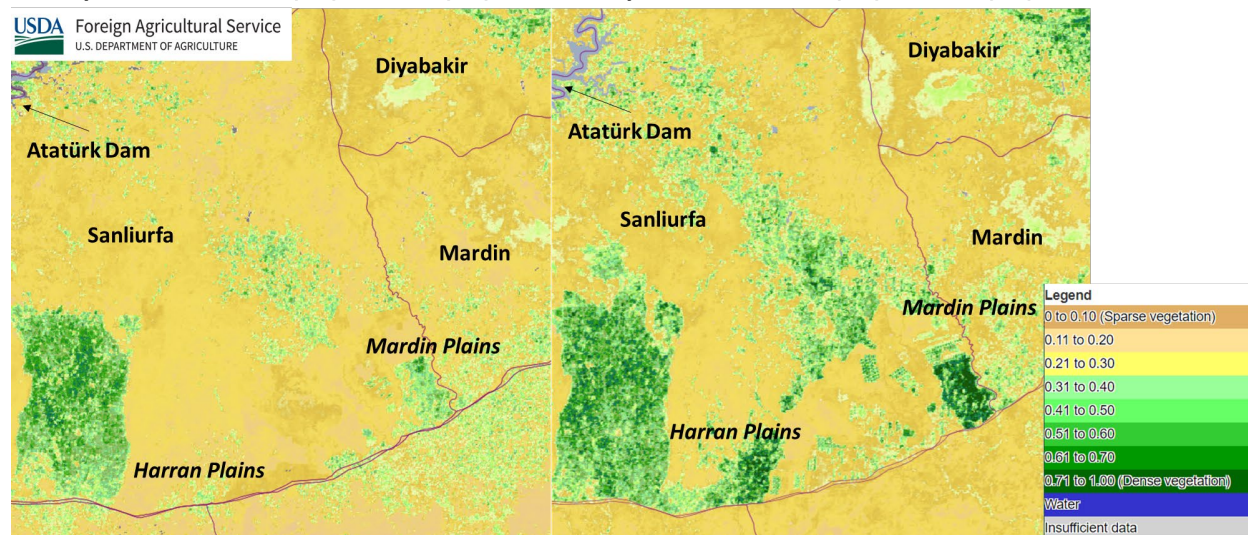 USDA
Foreign Agricultural Service
U.S. DEPARTMENT OF AGRICULTURE
Diyabakir
Atatürk Dam
Sanliurfa
Mardin
Mardin Plains
Harran Plains
Diyabakir
Atatürk Dam
Sanliurfa
Mardin
Mardin Plains
Harran Plains
Legend
0 to 0.10 (Sparse vegetation)
0.11 to 0.20
0.21 to 0.30
0.31 to 0.40
0.41 to 0.50
0.51 to 0.60
0.61 to 0.70
0.71 to 1.00 (Dense vegetation)
Water
Insufficient data